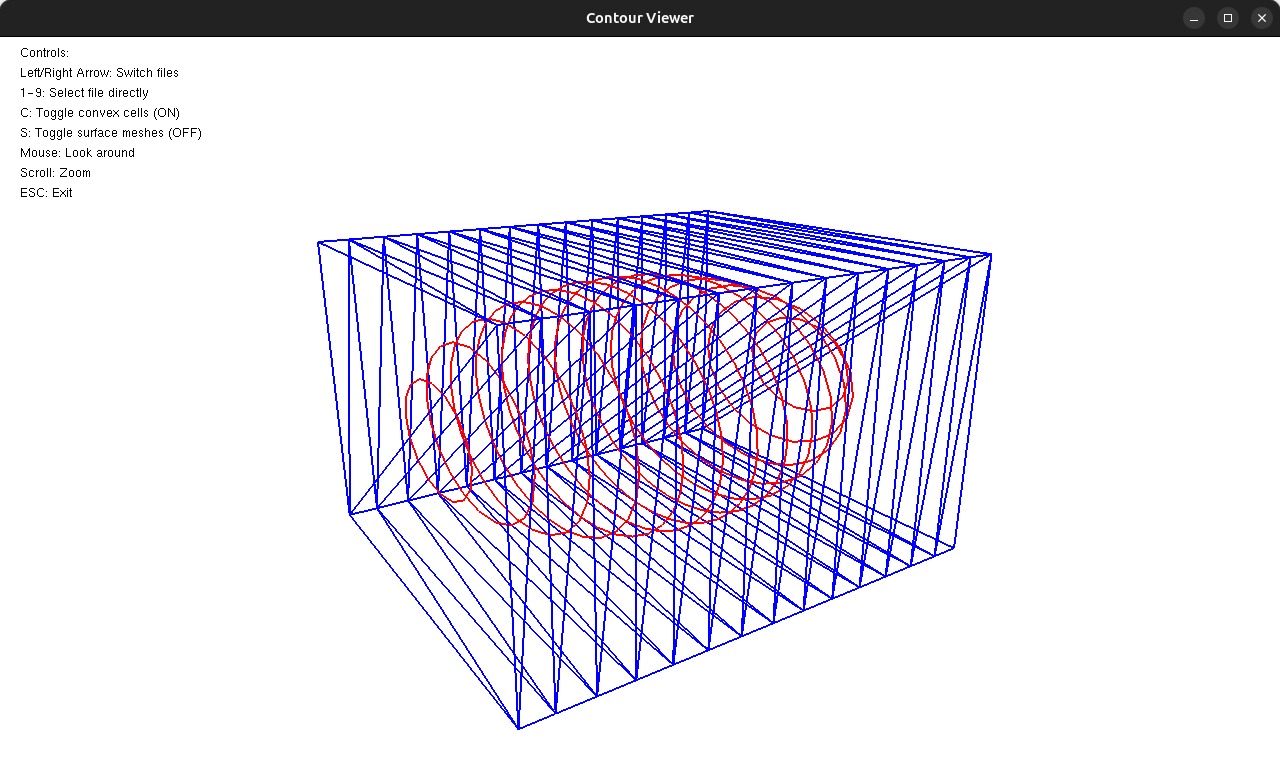 Contour Viewer
Controls:
Left/Right Arrow: Switch files
1-9: Select file directly
C: Toggle convex cells (ON)
S: Toggle surface meshes (OFF)
Mouse: Look around
Scroll: Zoom
ESC: Exit